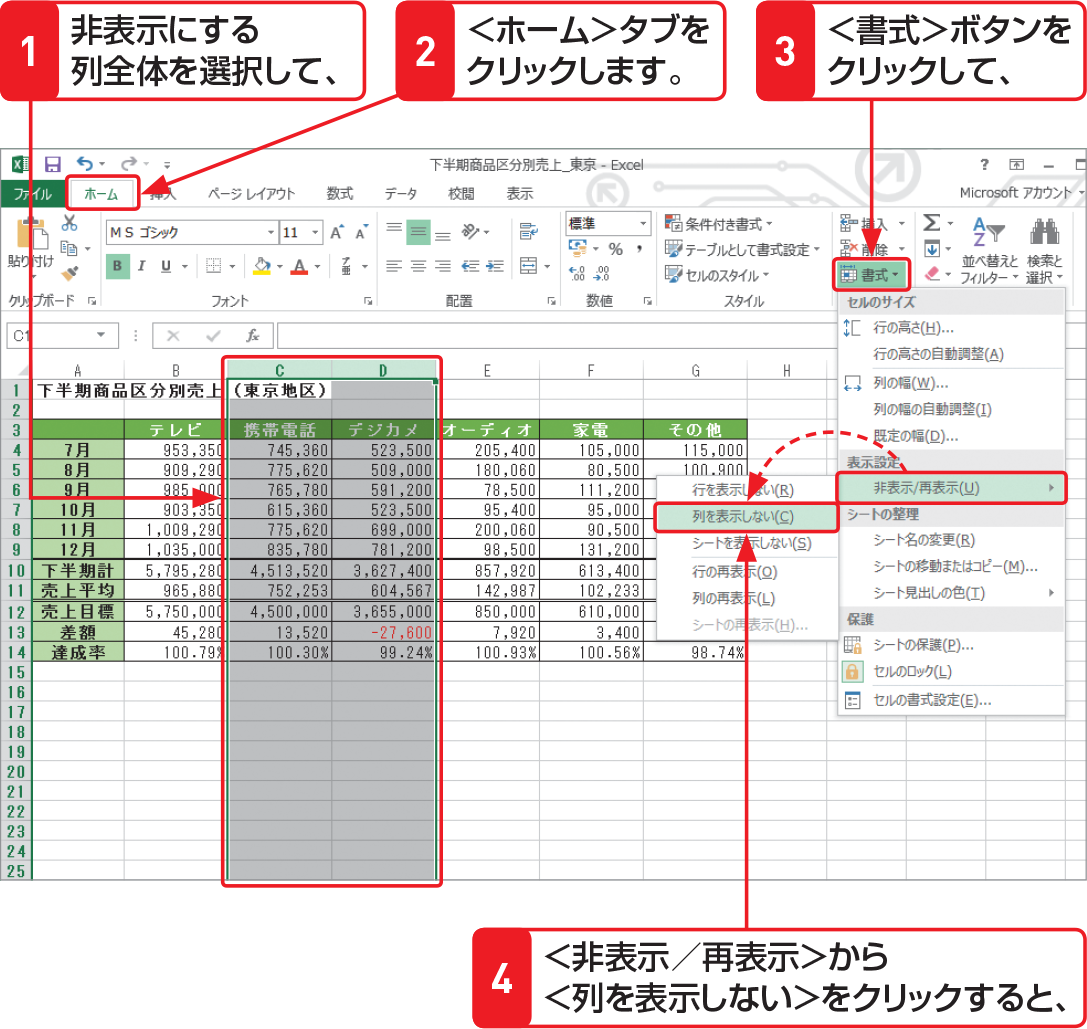 1 非表示にする
列全体を選択して、
2 <ホーム>タブを
クリックします。
3 <書式>ボタンを
クリックして、
下半期商品区分別売上_東京 - Excel
ファイル ホーム 挿入 ページ レイアウト 数式 データ 校閲 表示 Microsoft アカウント
貼り付け
ＭＳ ゴシック 11
B I U
標準
条件付き書式
テーブルとして書式設定
セルのスタイル
挿入
削除
書式
並べ替えと
フィルター
検索と
選択
クリップボード フォント 配置 数値 スタイル
セルのサイズ
行の高さ(H)...
行の高さの自動調整(A)
列の幅(W)...
列の幅の自動調整(I)
既定の幅(D)...
表示設定
非表示/再表示(U)
シートの整理
シート名の変更(R)
シートの移動またはコピー(M)...
シート見出しの色(T)
保護
シートの保護(P)...
セルのロック(L)
セルの書式設定(E)...
行を表示しない(R)
列を表示しない(C)
シートを表示しない(S)
行の再表示(O)
列の再表示(L)
シートの再表示(H)...
A B C D E F G H
1 下半期商品区分別売上（東京地区）
2
3 テレビ 携帯電話 デジカメ オーディオ 家電 その他
4 7月 953,350 745,360 523,500 205,400 105,000 115,000
5 8月 909,290 775,620 509,000 180,060 80,500 100,900
6 9月 985,000 765,780 591,200 78,500 111,200
7 10月 903,350 615,360 523,500 95,400 95,000
8 11月 1,009,290 775,620 699,000 200,060 90,500
9 12月 1,035,000 835,780 781,200 98,500 131,200
10 下半期計 5,795,280 4,513,520 3,627,400 857,920 613,400
11 売上平均 965,880 752,253 604,567 142,987 102,233
12 売上目標 5,750,000 4,500,000 3,655,000 850,000 610,000
13 差額 45,280 13,520 -27,600 7,920 3,400
14 達成率 100.79% 100.30% 99.24% 100.93% 100.56% 98.74%
15
16
17
18
19
20
21
22
23
24
25
4 <非表示／再表示>から
<列を表示しない>をクリックすると、